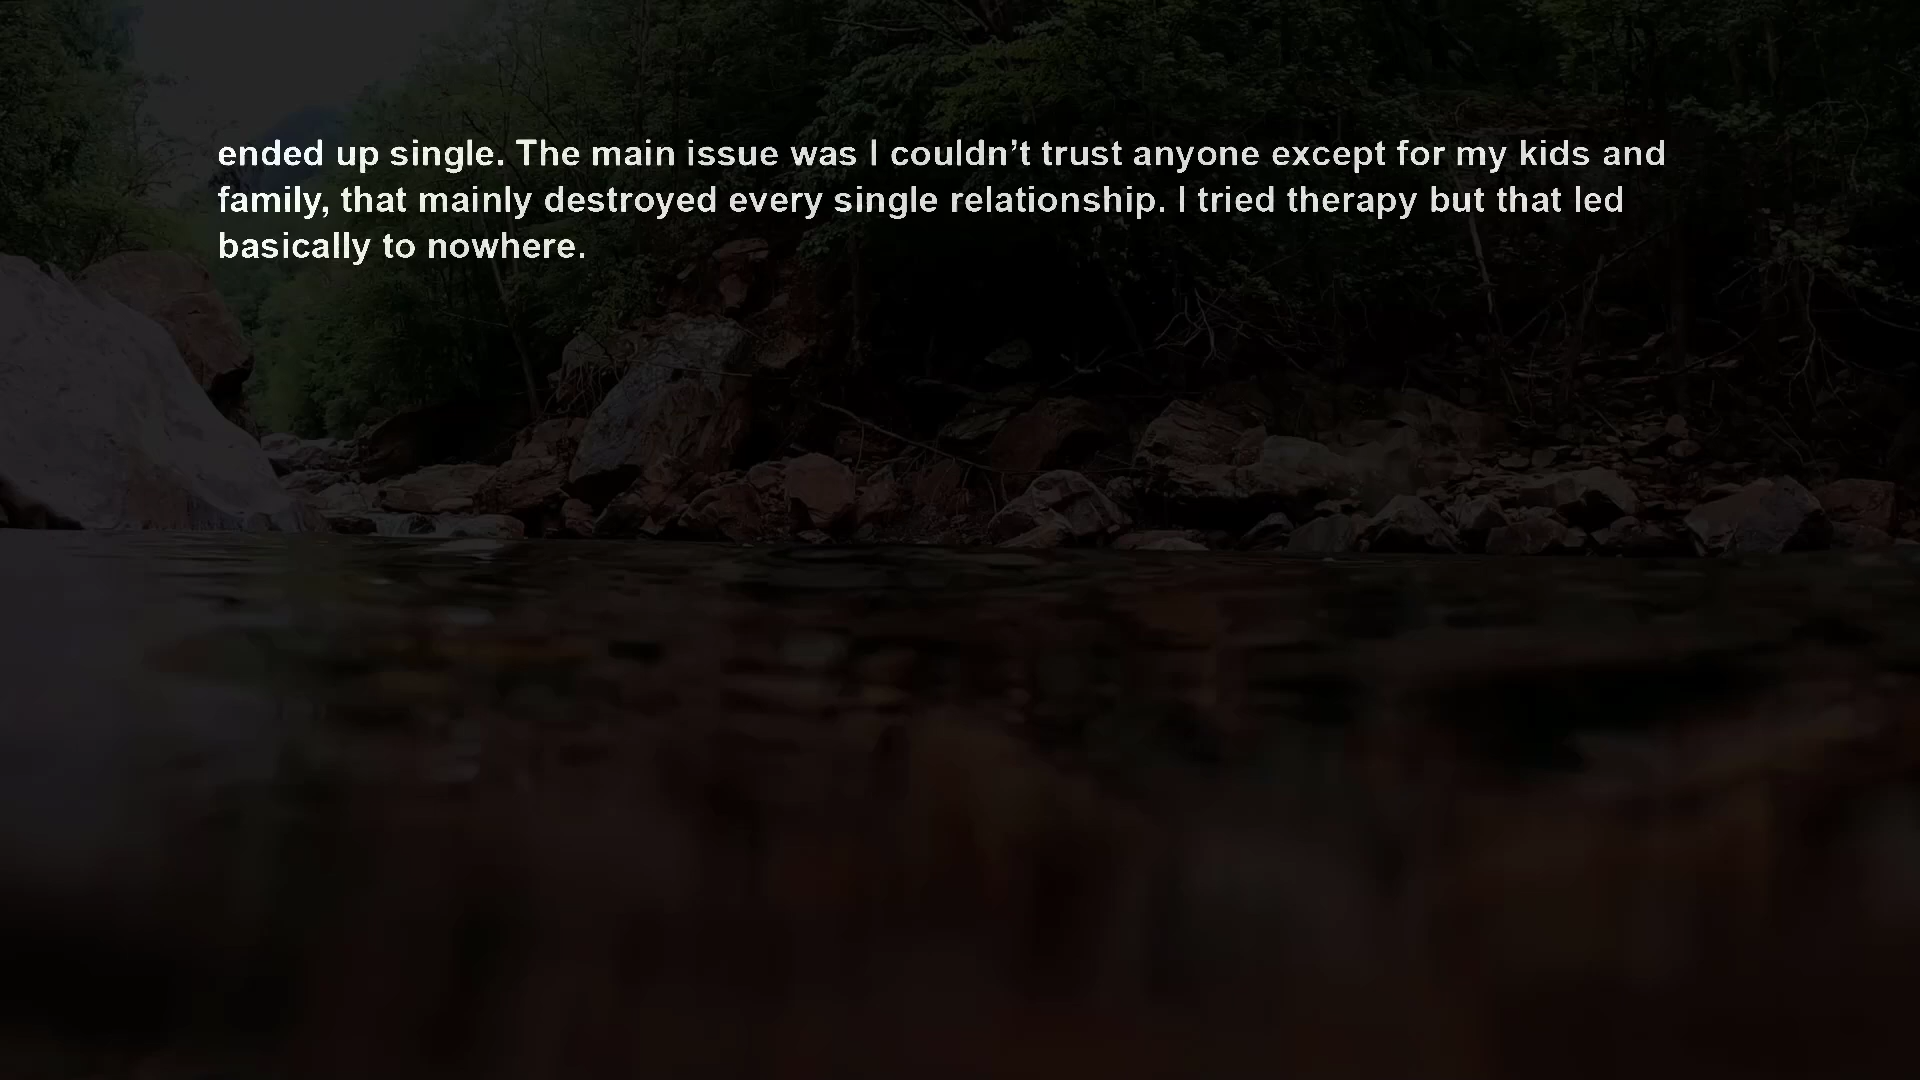 ended up single. The main issue was I couldn’t trust anyone except for my kids and
family, that mainly destroyed every single relationship. I tried therapy but that led
basically to nowhere.